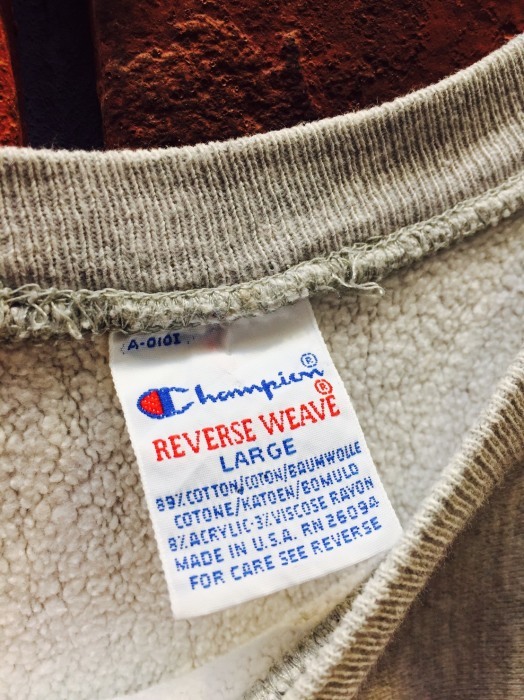 A-0101
Champion®
REVERSE WEAVE®
LARGE
89%COTTON/COTON/BAUMWOLLE
COTONE/KATOEN/BOMULD
8%ACRYLIC-3%VISCOSE RAYON
MADE IN U.S.A. RN 26094
FOR CARE SEE REVERSE